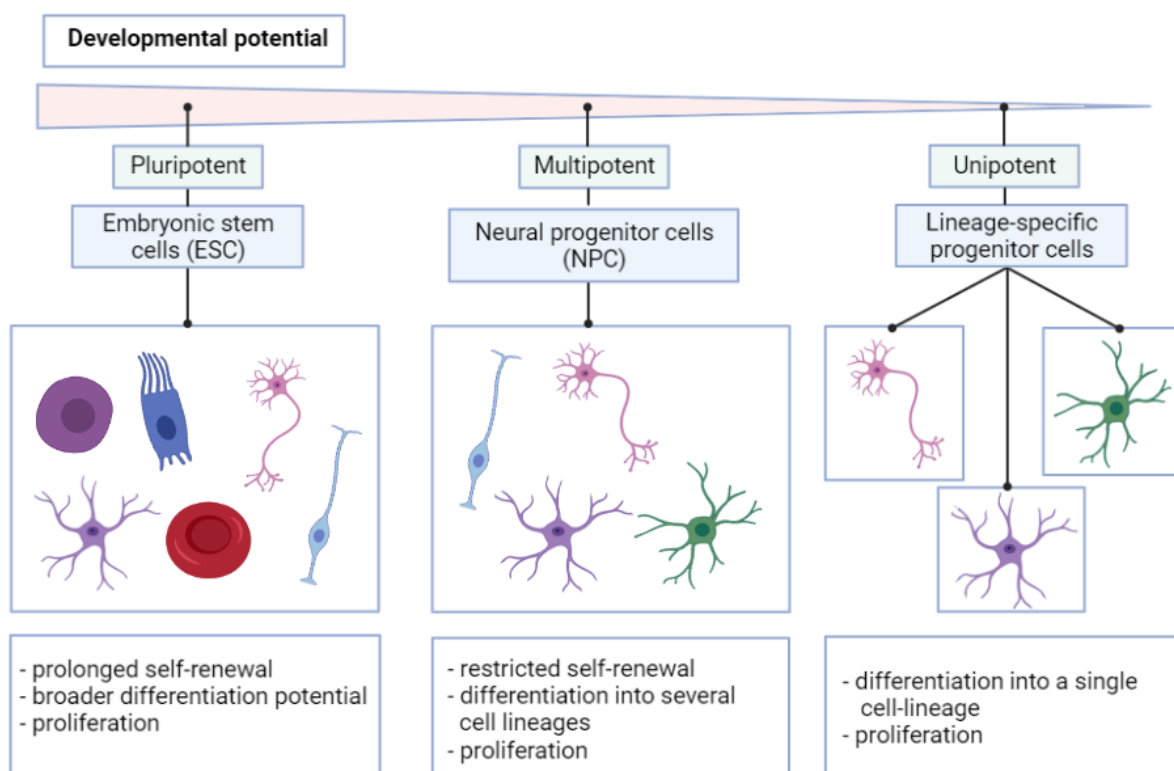 Developmental potential
Pluripotent
Multipotent
Unipotent
Embryonic stem
cells (ESC)
Neural progenitor cells
(NPC)
Lineage-specific
progenitor cells
- prolonged self-renewal
- broader differentiation potential
- proliferation
- restricted self-renewal
- differentiation into several
cell lineages
- proliferation
- differentiation into a single
cell-lineage
- proliferation